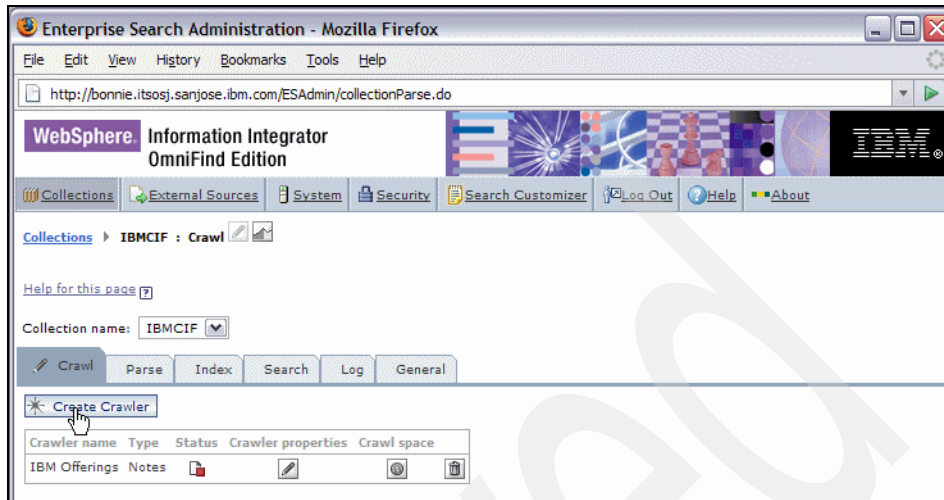 Enterprise Search Administration - Mozilla Firefox
File Edit View History Bookmarks Tools Help
http://bonnie.itsosj.sanjose.ibm.com/ESAdmin/collectionParse.do
WebSphere. Information Integrator
OmniFind Edition
IBM®
Collections External Sources System Security Search Customizer Log Out ? Help About
Collections IBMCIF : Crawl
Help for this page ?
Collection name: IBMCIF
Crawl Parse Index Search Log General
Create Crawler
Crawler name Type Status Crawler properties Crawl space
IBM Offerings Notes